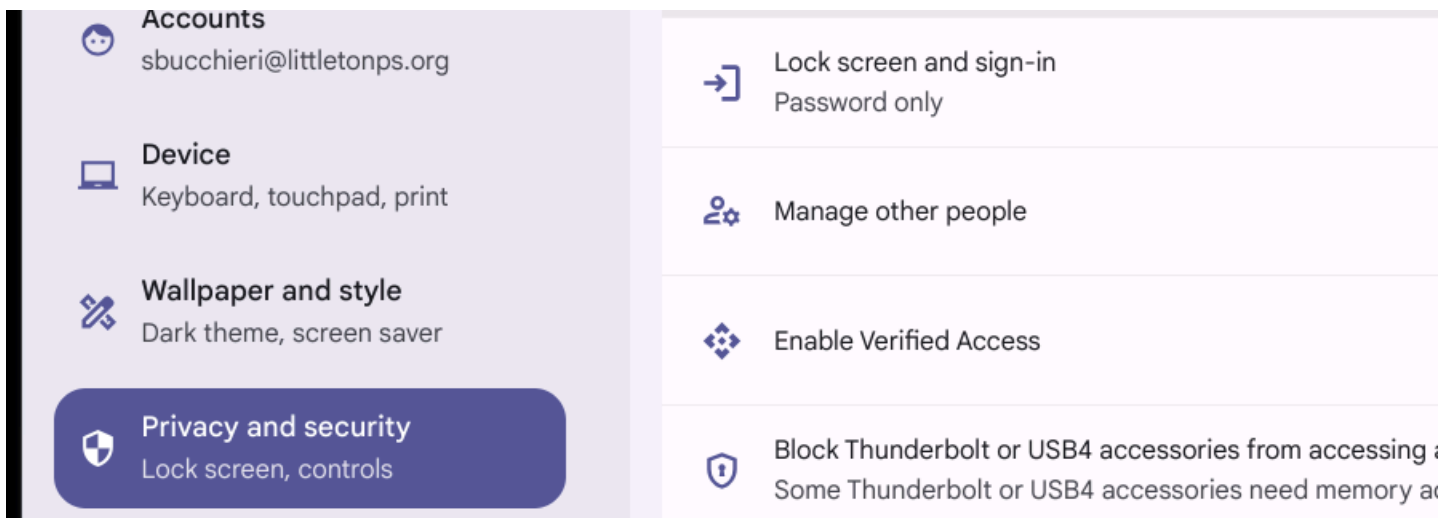 Accounts
sbucchieri@littletonps.org
Device
Keyboard, touchpad, print
Wallpaper and style
Dark theme, screen saver
Privacy and security
Lock screen, controls
Lock screen and sign-in
Password only
Manage other people
Enable Verified Access
Block Thunderbolt or USB4 accessories from accessing
Some Thunderbolt or USB4 accessories need memory